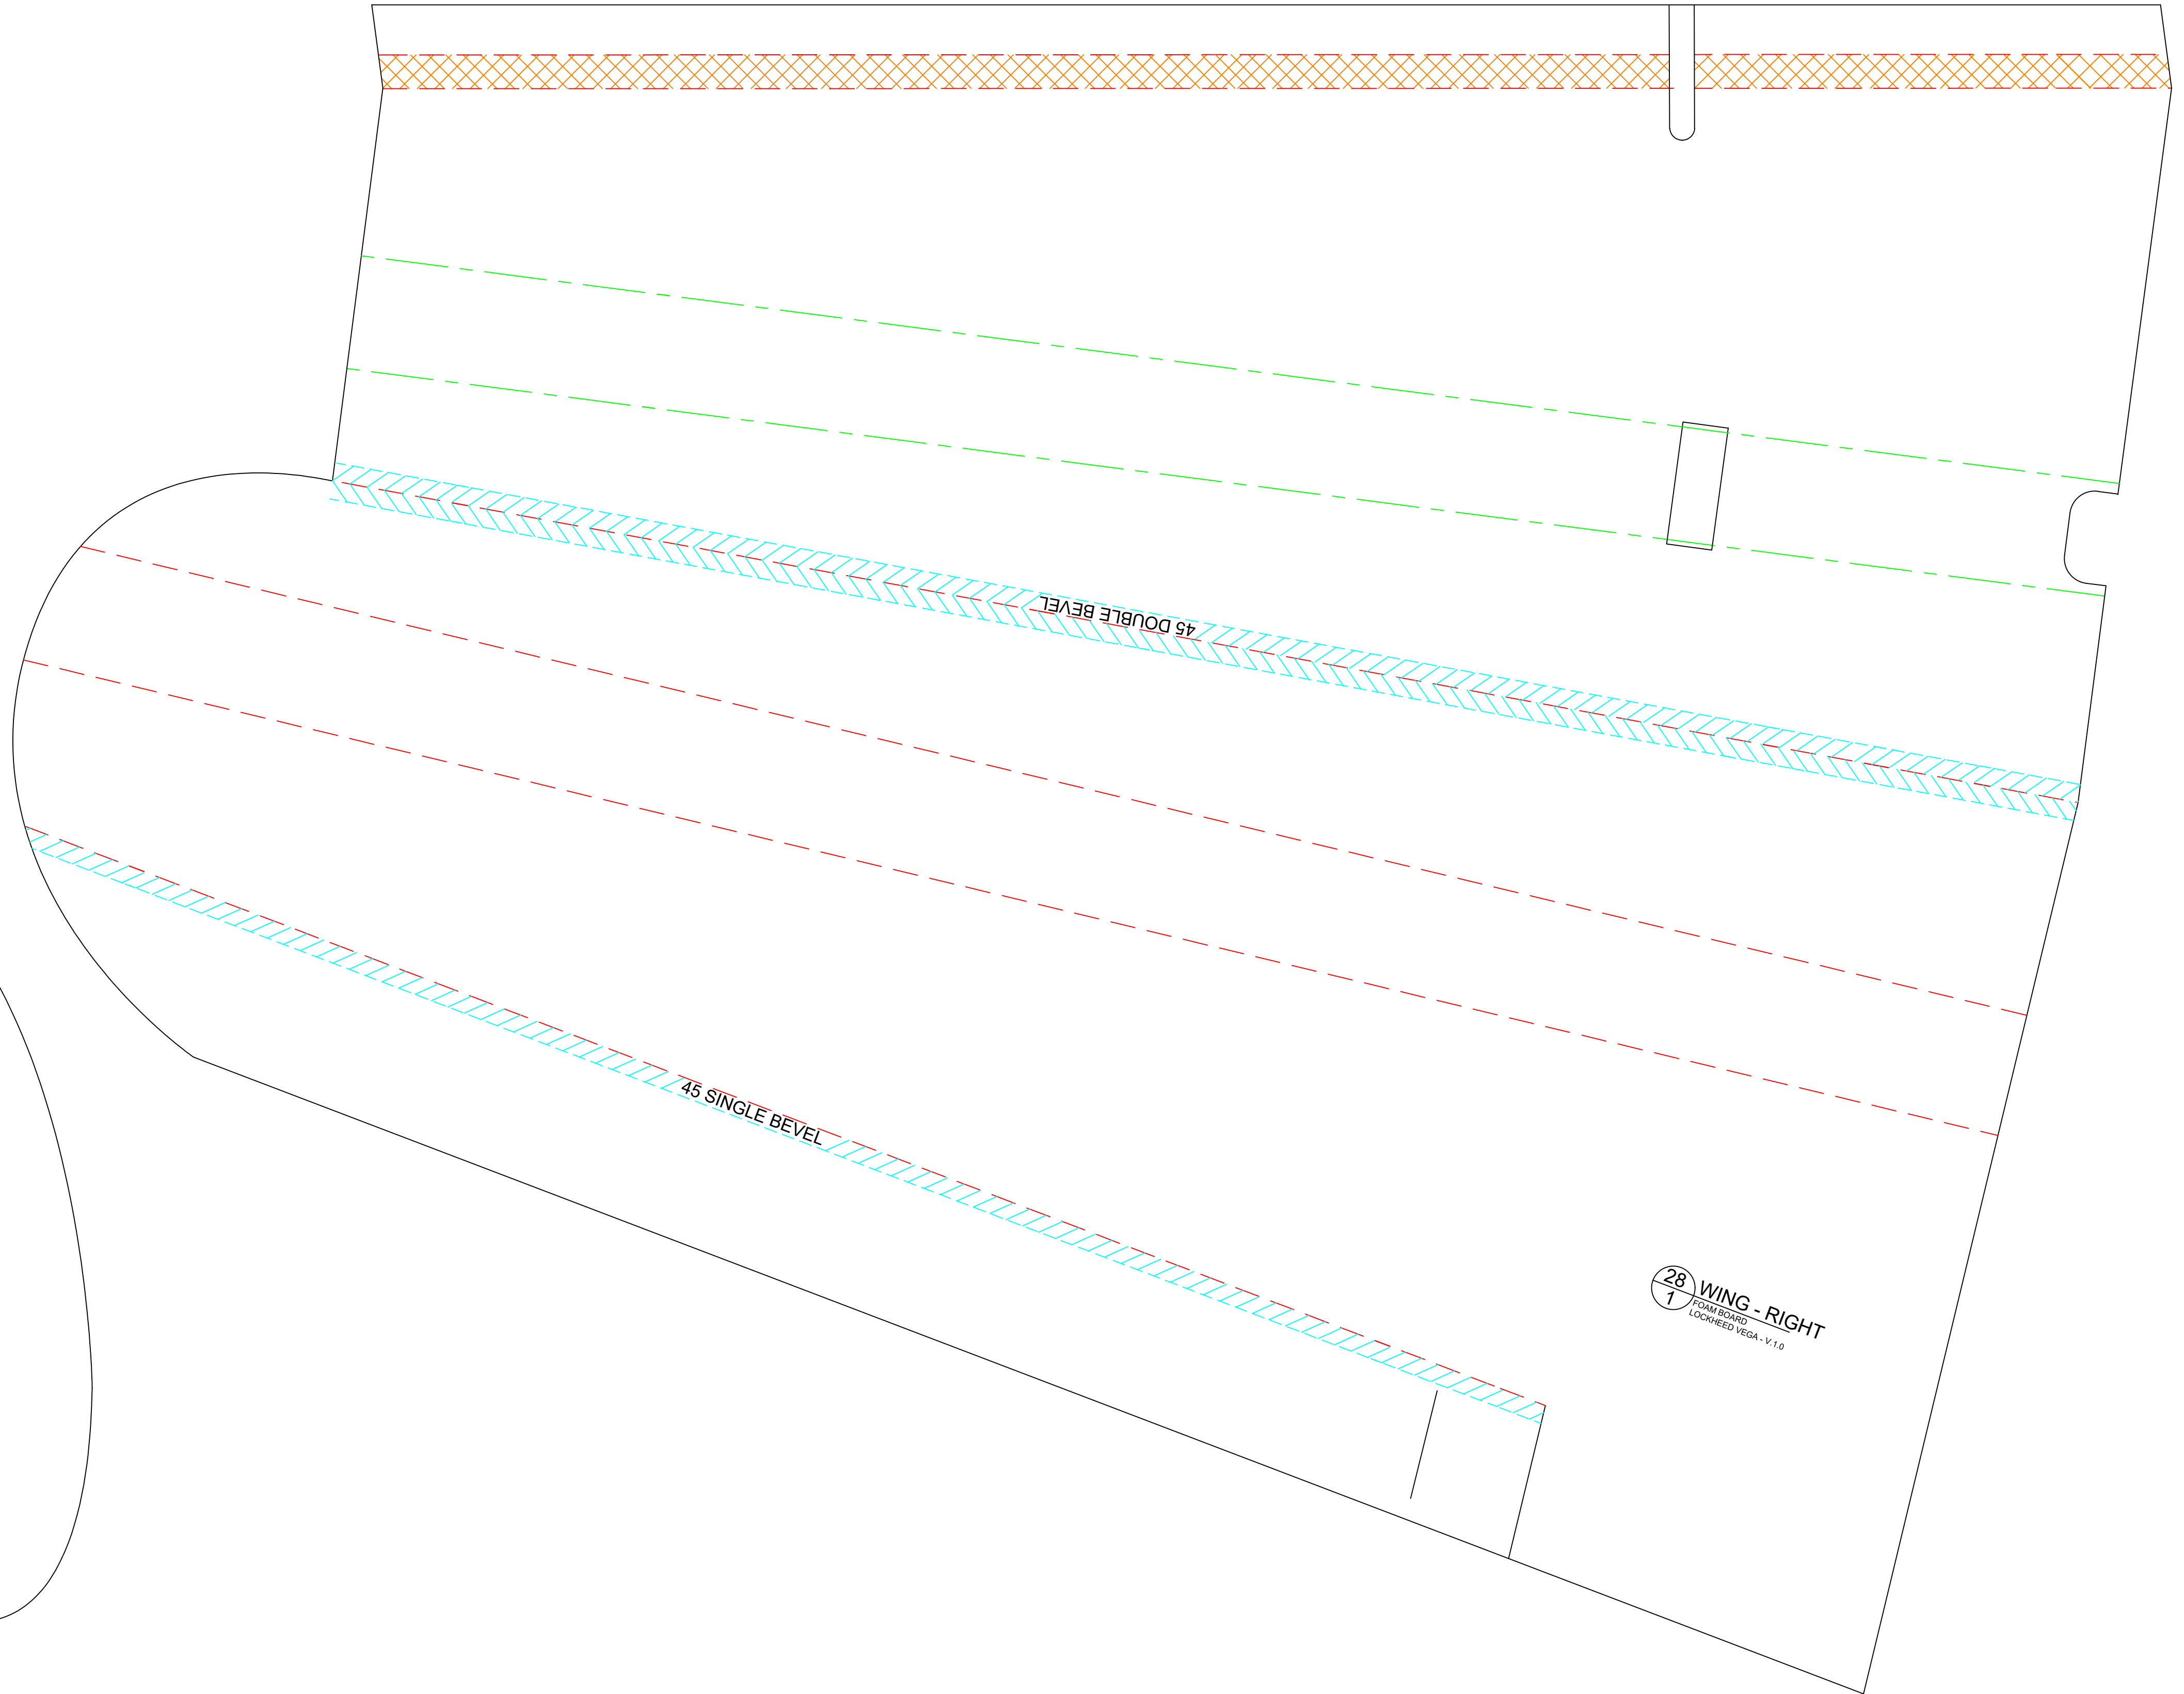 45 DOUBLE BEVEL
45 SINGLE BEVEL
28
1
WING - RIGHT
FOAM BOARD
LOCKHEED VEGA - V.1.0